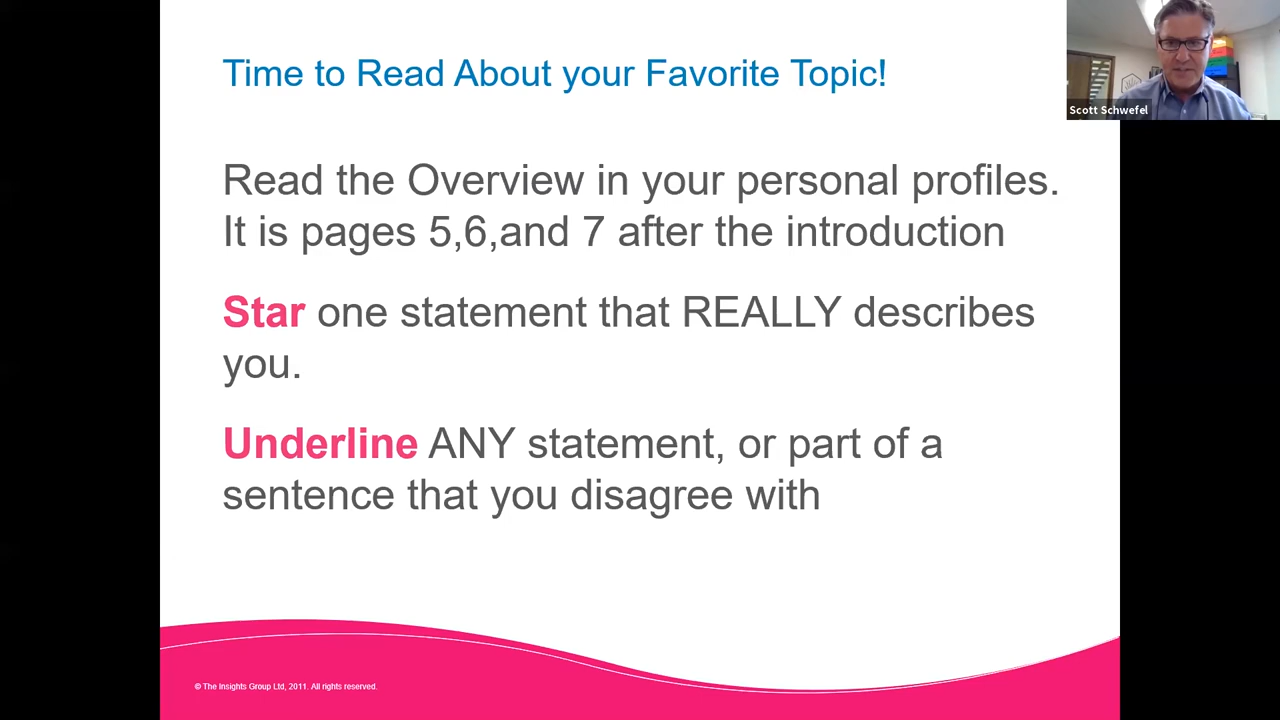 Time to Read About your Favorite Topic!
Scott Schwefel
Read the Overview in your personal profiles.
It is pages 5,6,and 7 after the introduction
Star one statement that REALLY describes
you.
Underline ANY statement, or part of a
sentence that you disagree with
© The Insights Group Ltd, 2011. All rights reserved.